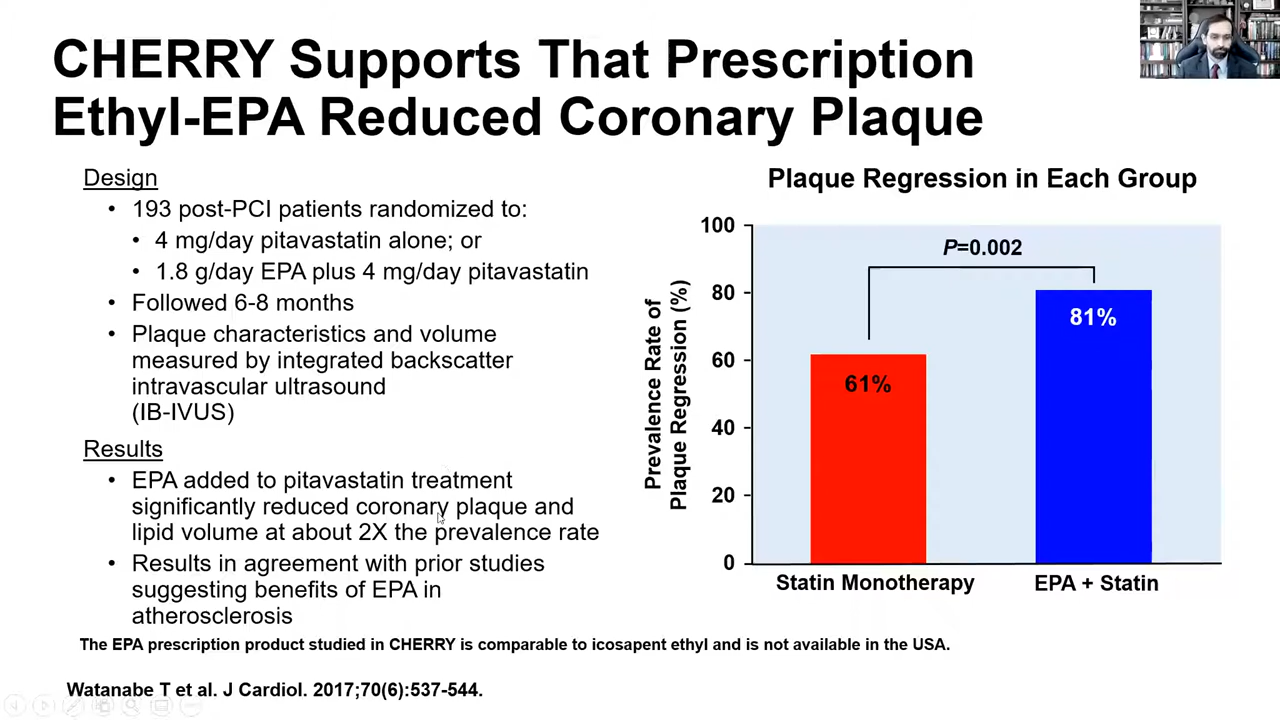 CHERRY Supports That Prescription
Ethyl-EPA Reduced Coronary Plaque
Design
• 193 post-PCI patients randomized to:
• 4 mg/day pitavastatin alone; or
• 1.8 g/day EPA plus 4 mg/day pitavastatin
• Followed 6-8 months
• Plaque characteristics and volume
measured by integrated backscatter
intravascular ultrasound
(IB-IVUS)
Results
• EPA added to pitavastatin treatment
significantly reduced coronary plaque and
lipid volume at about 2X the prevalence rate
• Results in agreement with prior studies
suggesting benefits of EPA in
atherosclerosis
Plaque Regression in Each Group
Prevalence Rate of
Plaque Regression (%)
100
80
60
40
20
0
P=0.002
61%
81%
Statin Monotherapy
EPA + Statin
The EPA prescription product studied in CHERRY is comparable to icosapent ethyl and is not available in the USA.
Watanabe T et al. J Cardiol. 2017;70(6):537-544.